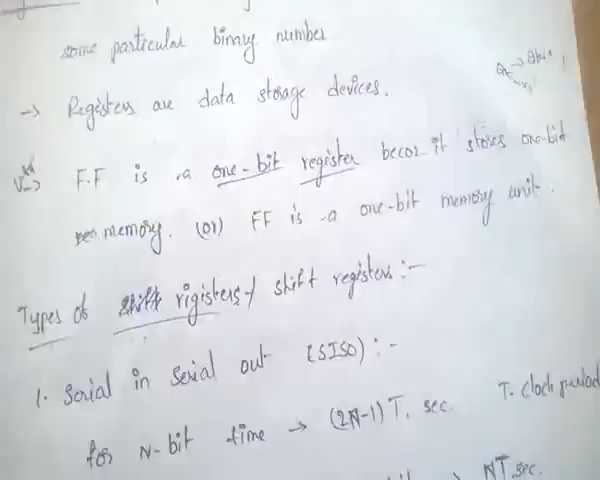 some particular binary number
→ Registers are data storage devices.
F.F is a one-bit register becoz it stores one-bit
memory. (or) FF is a one-bit memory unit.
Types of registers / shift registers :-
1. Serial in Serial out (SISO) :-
for N-bit time → (2N-1) T. sec. T. clock
→ NT sec.